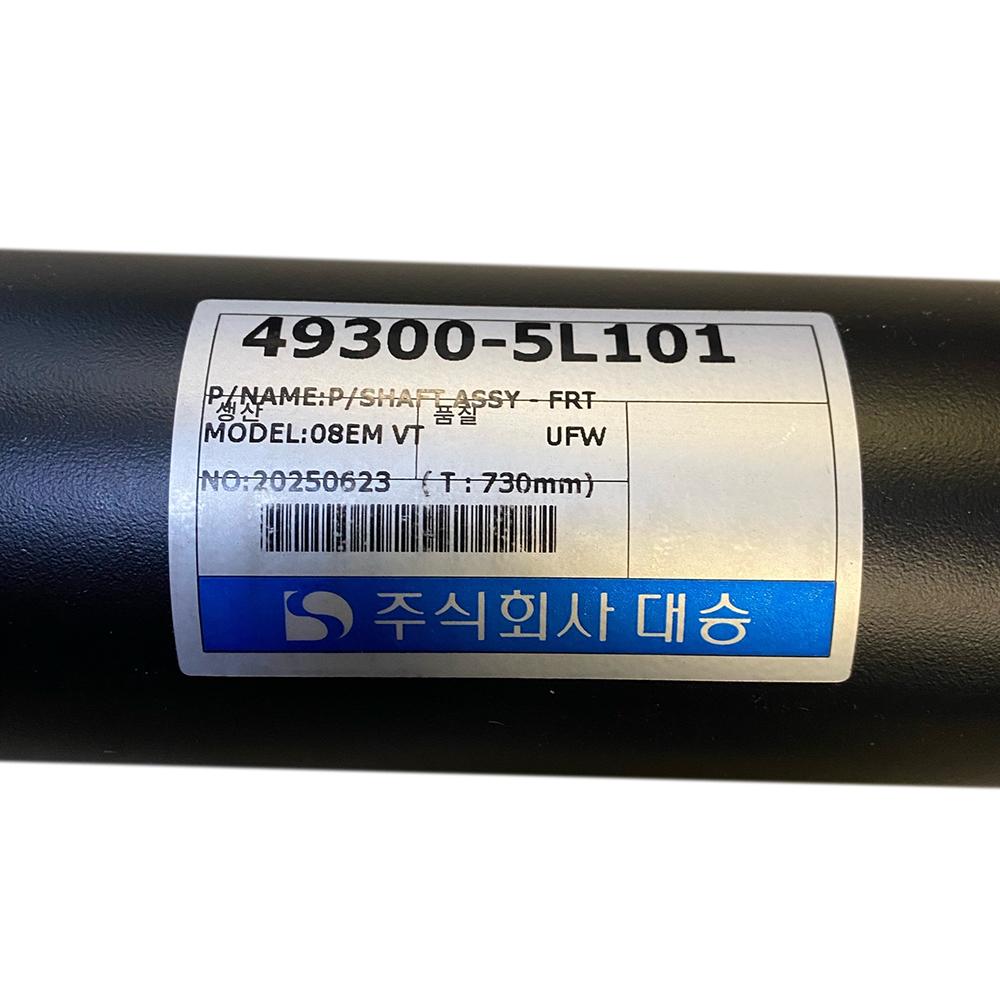 49300-5L101
P/NAME:P/SHAFT ASSY - FRT
생산 품질
MODEL:08EM VT UFW
NO:20250623 ( T : 730mm)
주식회사 대승